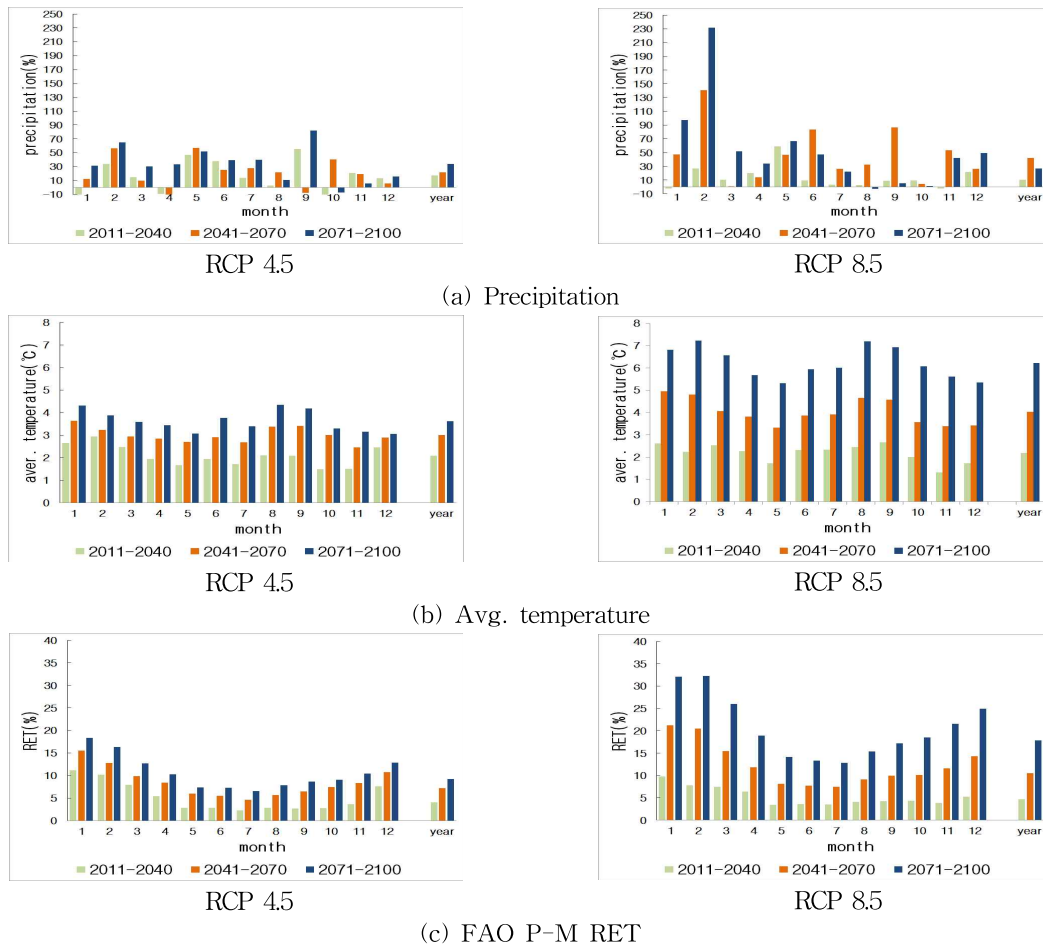 precipitation(%)
250
230
210
190
170
150
130
110
90
70
50
30
10
-10
1 2 3 4 5 6 7 8 9 10 11 12 year
month
2011-2040 2041-2070 2071-2100
RCP 4.5
precipitation(%)
250
230
210
190
170
150
130
110
90
70
50
30
10
-10
1 2 3 4 5 6 7 8 9 10 11 12 year
month
2011-2040 2041-2070 2071-2100
RCP 8.5
(a) Precipitation
aver. temperature(℃)
8
7
6
5
4
3
2
1
0
1 2 3 4 5 6 7 8 9 10 11 12 year
month
2011-2040 2041-2070 2071-2100
RCP 4.5
aver. temperature(℃)
8
7
6
5
4
3
2
1
0
1 2 3 4 5 6 7 8 9 10 11 12 year
month
2011-2040 2041-2070 2071-2100
RCP 8.5
(b) Avg. temperature
RET(%)
40
35
30
25
20
15
10
5
0
1 2 3 4 5 6 7 8 9 10 11 12 year
month
2011-2040 2041-2070 2071-2100
RCP 4.5
RET(%)
40
35
30
25
20
15
10
5
0
1 2 3 4 5 6 7 8 9 10 11 12 year
month
2011-2040 2041-2070 2071-2100
RCP 8.5
(c) FAO P-M RET